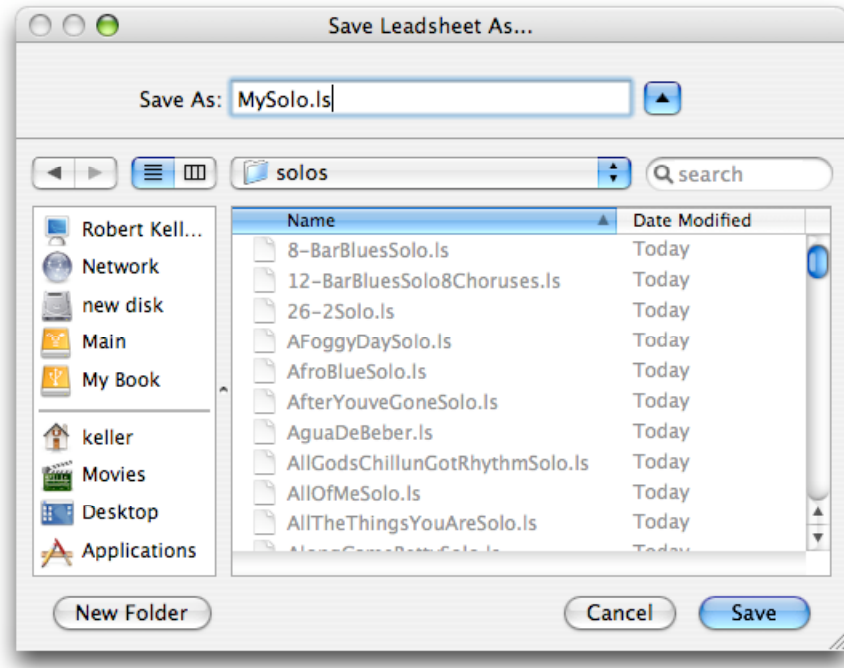 Save Leadsheet As...
Save As: MySolo.ls
solos
search
Robert Kell...
Network
new disk
Main
My Book
keller
Movies
Desktop
Applications
Name Date Modified
8-BarBluesSolo.ls Today
12-BarBluesSolo8Choruses.ls Today
26-2Solo.ls Today
AFoggyDaySolo.ls Today
AfroBlueSolo.ls Today
AfterYouveGoneSolo.ls Today
AguaDeBeber.ls Today
AllGodsChillunGotRhythmSolo.ls Today
AllOfMeSolo.ls Today
AllTheThingsYouAreSolo.ls Today
Today
New Folder Cancel Save